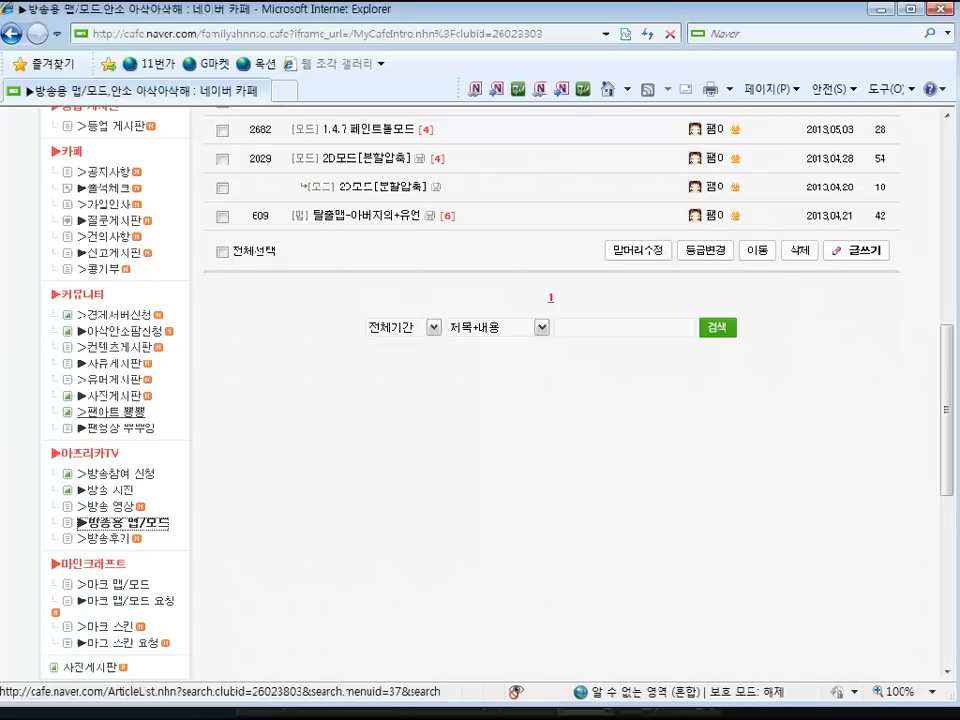 ▶방송용 맵/모드,안소 아삭아삭해 : 네이버 카페 - Microsoft Internet Explorer
http://cafe.naver.com/familyahnnso.cafe?iframe_url=/MyCafeIntro.nhn%3Fclubid=26023803
Naver
즐겨찾기 11번가 G마켓 옥션 웹 조각 갤러리
▶방송용 맵/모드,안소 아삭아삭해 : 네이버 카페
페이지(P) 안전(S) 도구(O)
>등업 게시판
2682 [모드] 1.4.7 페인트볼모드 [4] 팸0 2013.05.03 28
▶카페
2029 [모드] 2D모드[분할압축] [4] 팸0 2013.04.28 54
>공지사항
▶출석체크
↳[모드] 2D모드[분할압축] 팸0 10
>가입인사
609 [맵] 탈출맵-아버지의+유언 [6] 팸0 2013.04.21 42
▶질문게시판
>건의사항
▶신고게시판
전체선택 말머리수정 등급변경 이동 삭제 글쓰기
>콩기부
▶커뮤니티
1
>경제서버신청
▶아삭안소팜신청
전체기간 제목+내용 검색
>컨텐츠게시판
▶사유게시판
>유머게시판
▶사진게시판
>팬아트 뿅뿅
▶팬영상 뿌뿌잉
▶아프리카TV
>방송참여 신청
▶방송 사진
>방송 영상
▶방송용 맵/모드
>방송후기
▶마인크래프트
>마크 맵/모드
▶마크 맵/모드 요청
>마크 스킨
▶마크 스킨 요청
사진게시판
http://cafe.naver.com/ArticleList.nhn?search.clubid=26023803&search.menuid=37&search
알 수 없는 영역 (혼합) | 보호 모드: 해제
100%